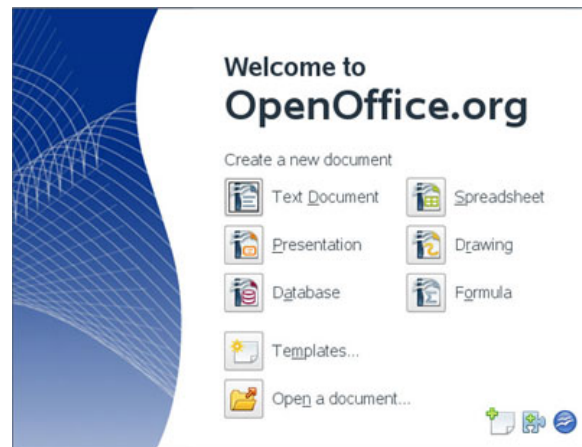 Welcome to
OpenOffice.org
Create a new document
Text Document
Spreadsheet
Presentation
Drawing
Database
Formula
Templates...
Open a document...